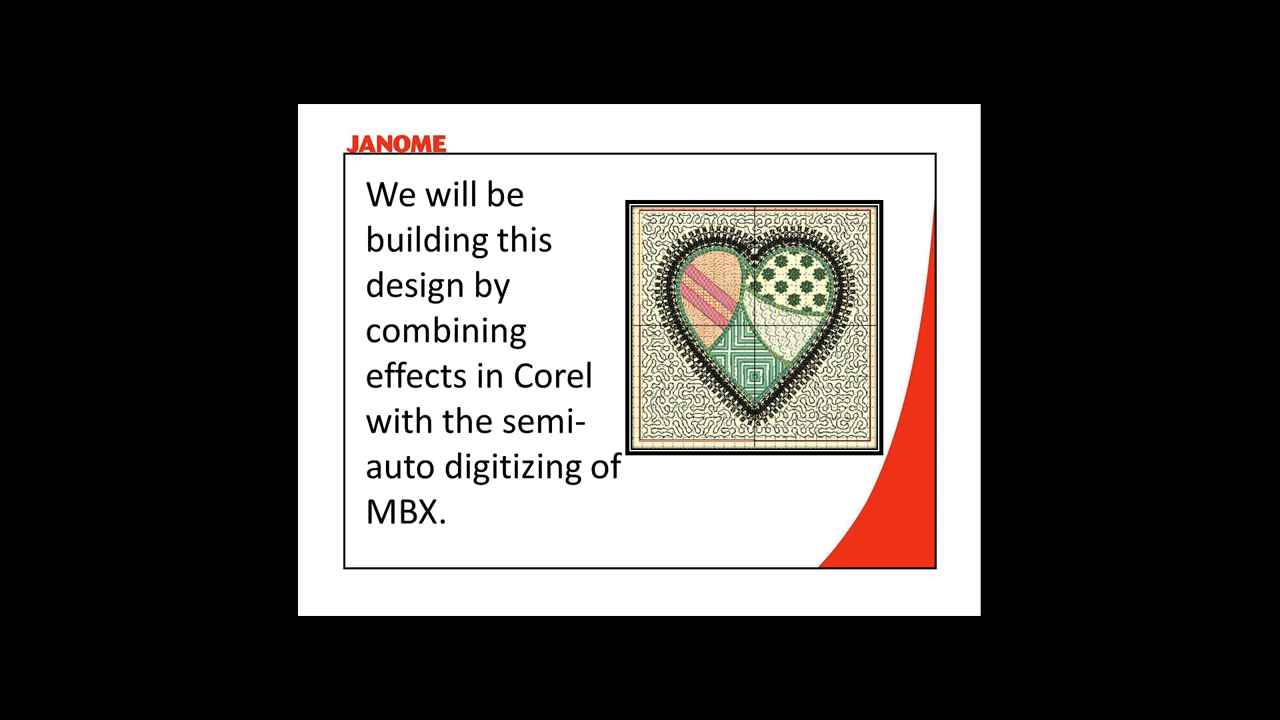 JANOME
We will be
building this
design by
combining
effects in Corel
with the semi-
auto digitizing of
MBX.